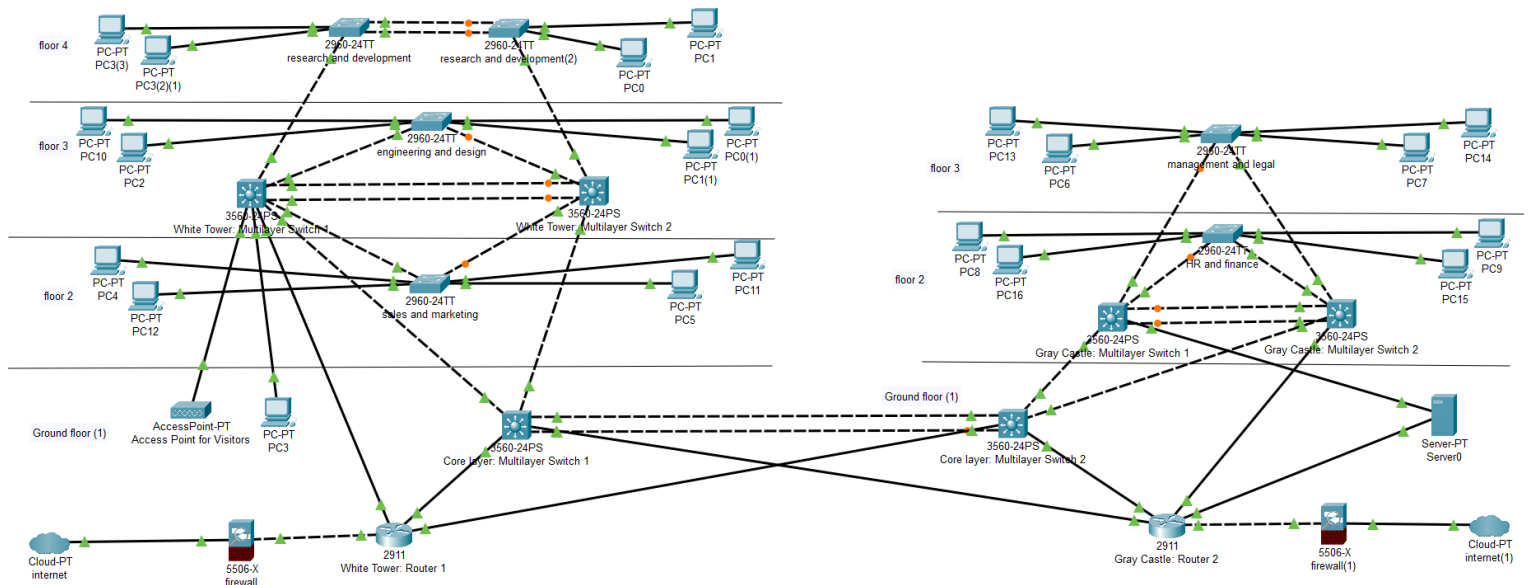 floor 4
PC-PT
PC3(3)
PC-PT
PC3(2)(1)
2960-24TT
research and development
2960-24TT
research and development(2)
PC-PT
PC0
PC-PT
PC1
floor 3
PC-PT
PC10
PC-PT
PC2
2960-24TT
engineering and design
PC-PT
PC0(1)
PC-PT
PC1(1)
3560-24PS
White Tower: Multilayer Switch 1
3560-24PS
White Tower: Multilayer Switch 2
floor 2
PC-PT
PC4
PC-PT
PC12
2960-24TT
sales and marketing
PC-PT
PC11
PC-PT
PC5
Ground floor (1)
AccessPoint-PT
Access Point for Visitors
PC-PT
PC3
3560-24PS
Core layer: Multilayer Switch 1
Cloud-PT
internet
5506-X
firewall
2911
White Tower: Router 1
floor 3
PC-PT
PC13
PC-PT
PC6
2960-24TT
management and legal
PC-PT
PC7
PC-PT
PC14
floor 2
PC-PT
PC8
PC-PT
PC16
2960-24TT
HR and finance
PC-PT
PC9
PC-PT
PC15
3560-24PS
Gray Castle: Multilayer Switch 1
3560-24PS
Gray Castle: Multilayer Switch 2
Ground floor (1)
3560-24PS
Core layer: Multilayer Switch 2
Server-PT
Server0
2911
Gray Castle: Router 2
5506-X
firewall(1)
Cloud-PT
internet(1)